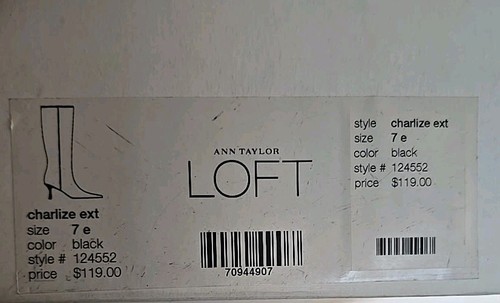 charlize ext
size 7 e
color black
style # 124552
price $119.00
ANN TAYLOR
LOFT
70944907
style charlize ext
size 7 e
color black
style # 124552
price $119.00